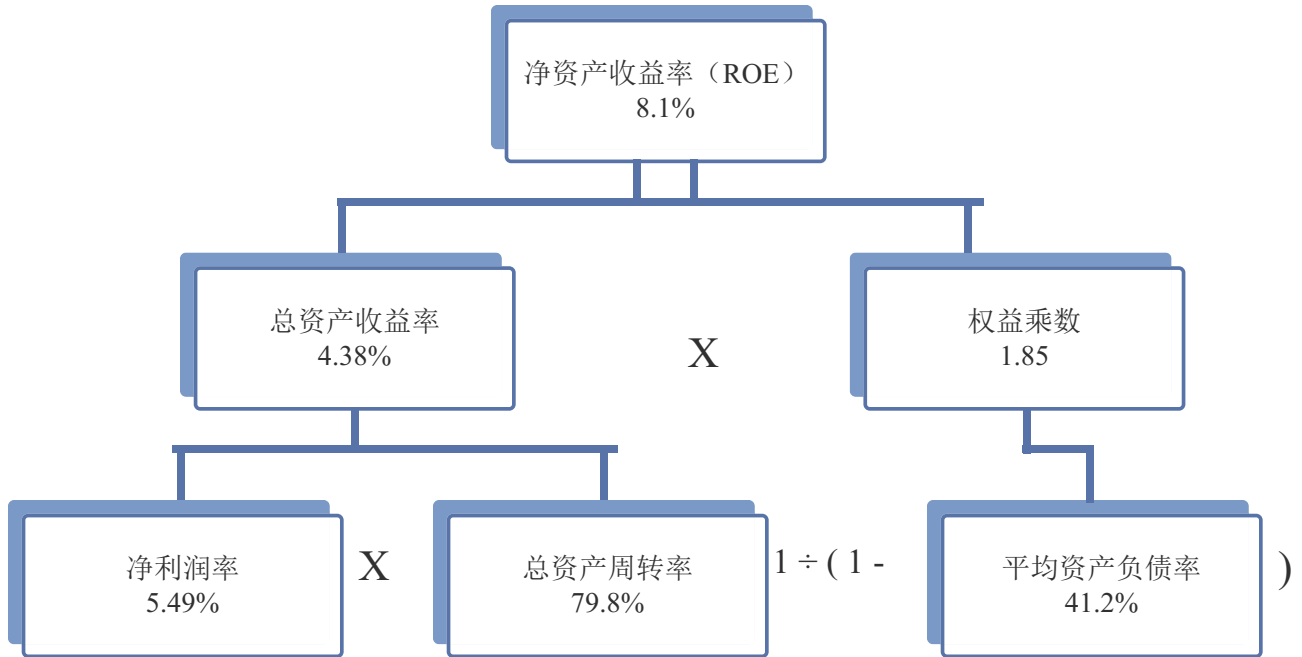 净资产收益率（ROE）
8.1%
总资产收益率
4.38%
X
权益乘数
1.85
净利润率
5.49%
X
总资产周转率
79.8%
1 ÷ ( 1 -
平均资产负债率
41.2%
)